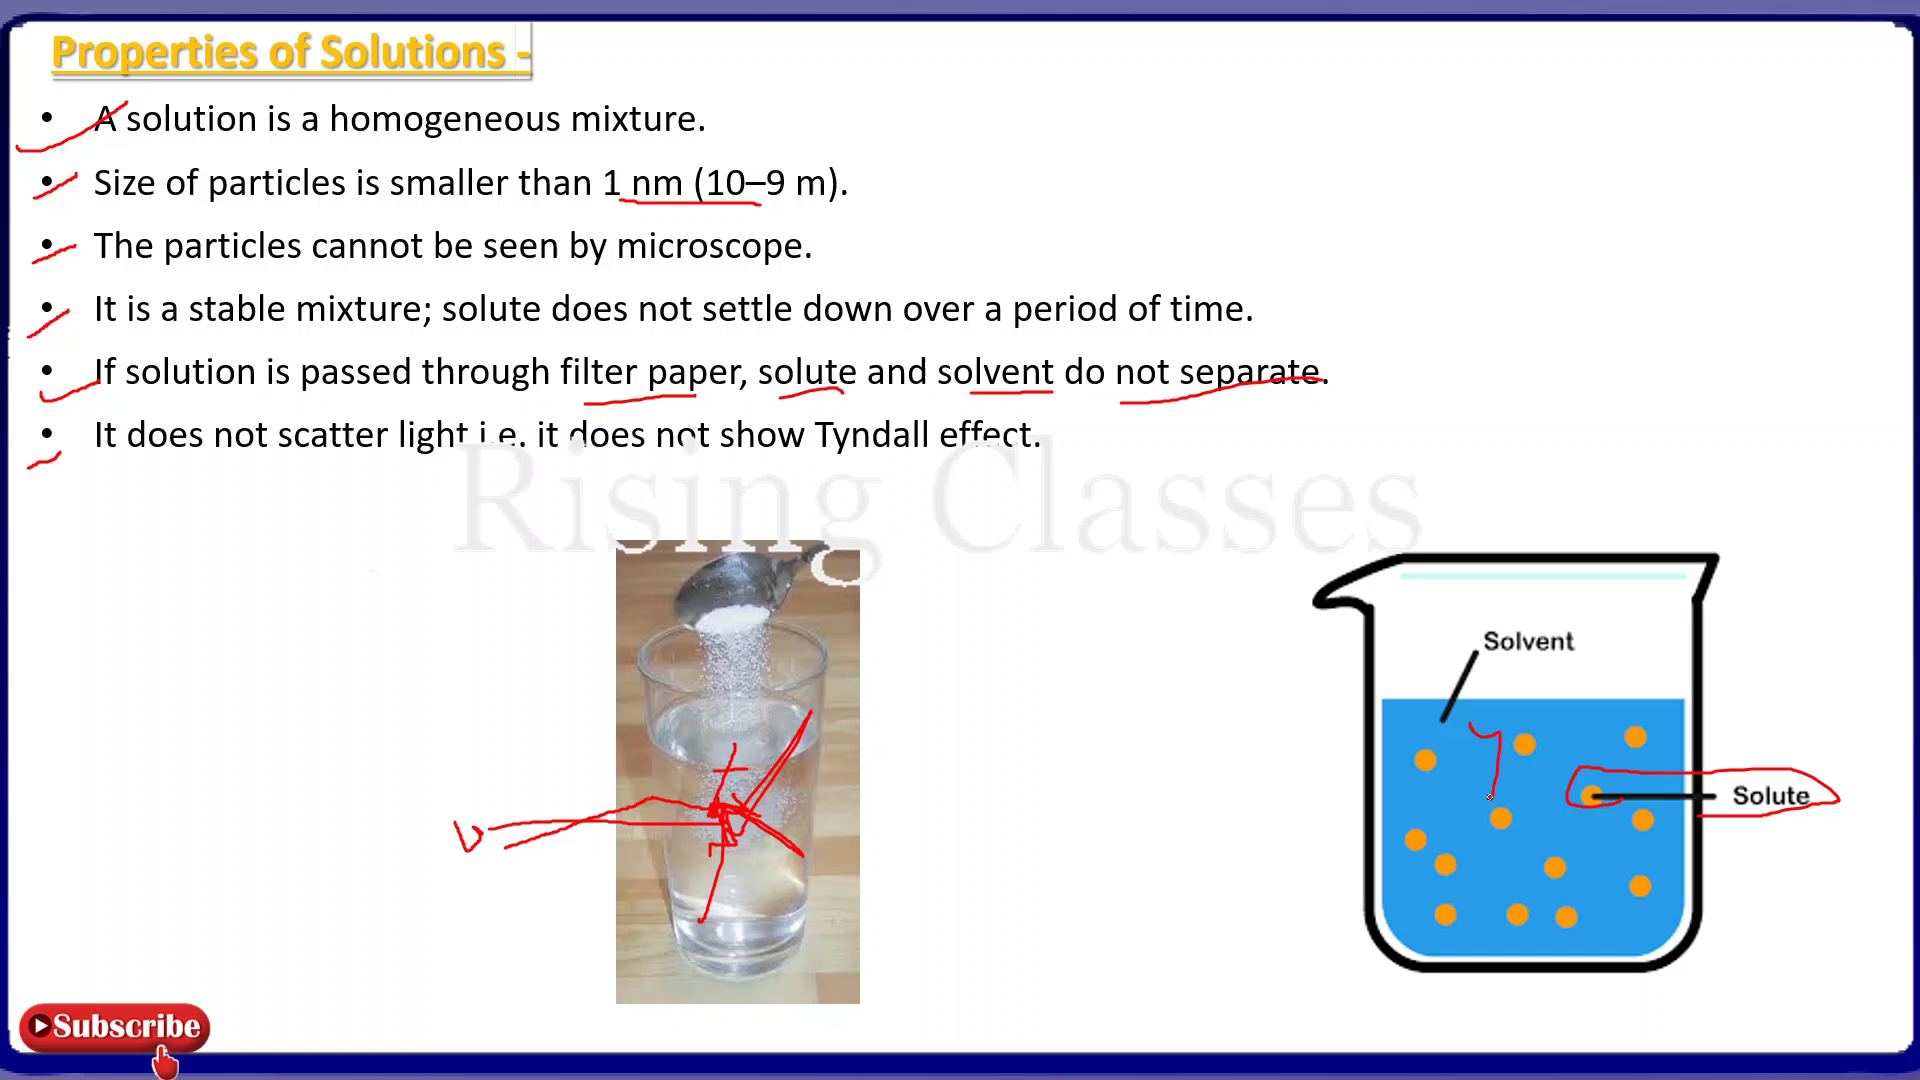 Properties of Solutions -
• A solution is a homogeneous mixture.
• Size of particles is smaller than 1 nm (10–9 m).
• The particles cannot be seen by microscope.
• It is a stable mixture; solute does not settle down over a period of time.
• If solution is passed through filter paper, solute and solvent do not separate.
• It does not scatter light i.e. it does not show Tyndall effect.
Rising Classes
Solvent
Solute
Subscribe